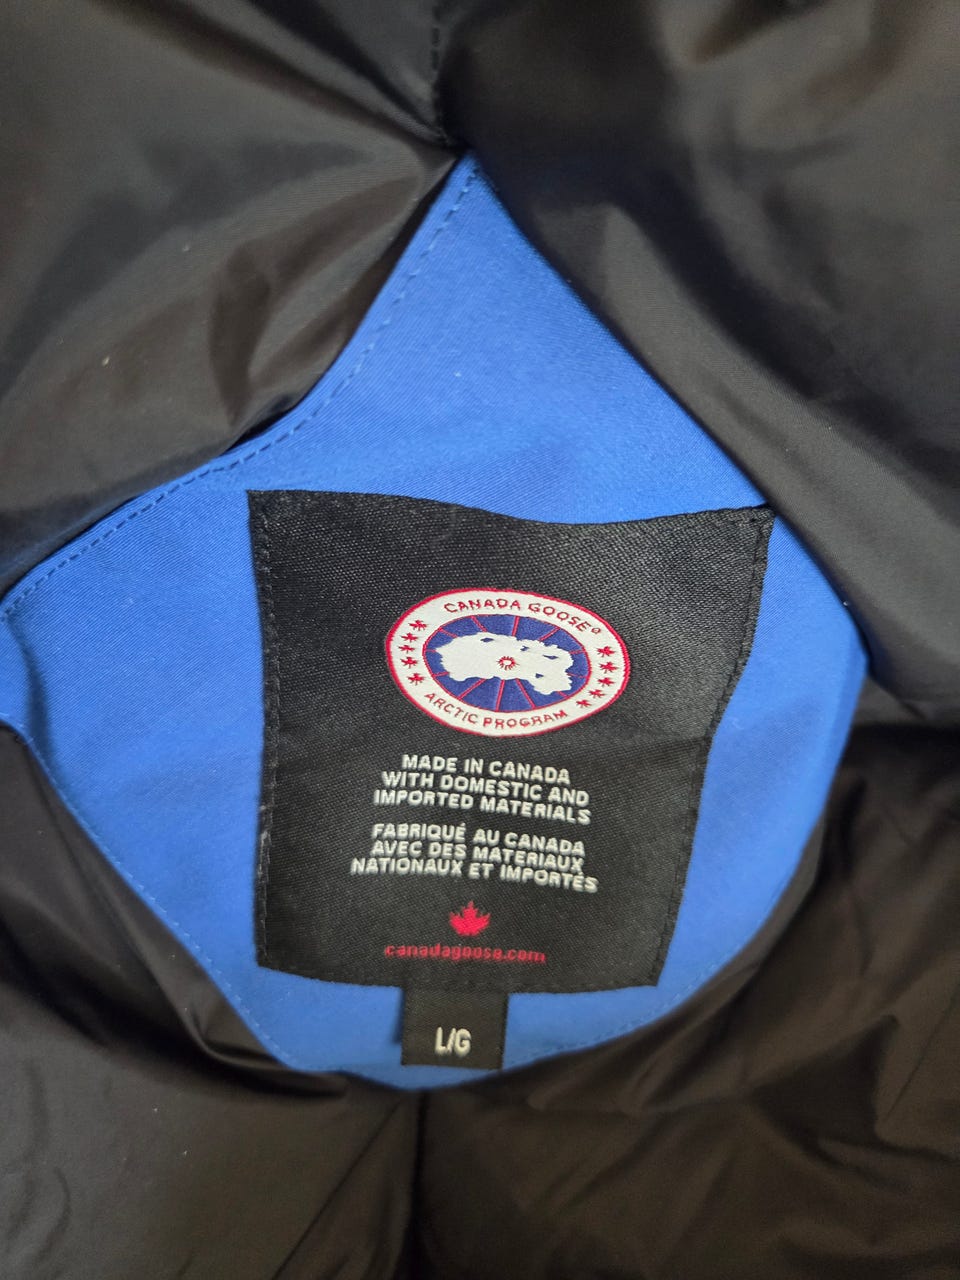 CANADA GOOSE®
ARCTIC PROGRAM
MADE IN CANADA
WITH DOMESTIC AND
IMPORTED MATERIALS
FABRIQUÉ AU CANADA
AVEC DES MATERIAUX
NATIONAUX ET IMPORTÉS
canadagoose.com
L/G